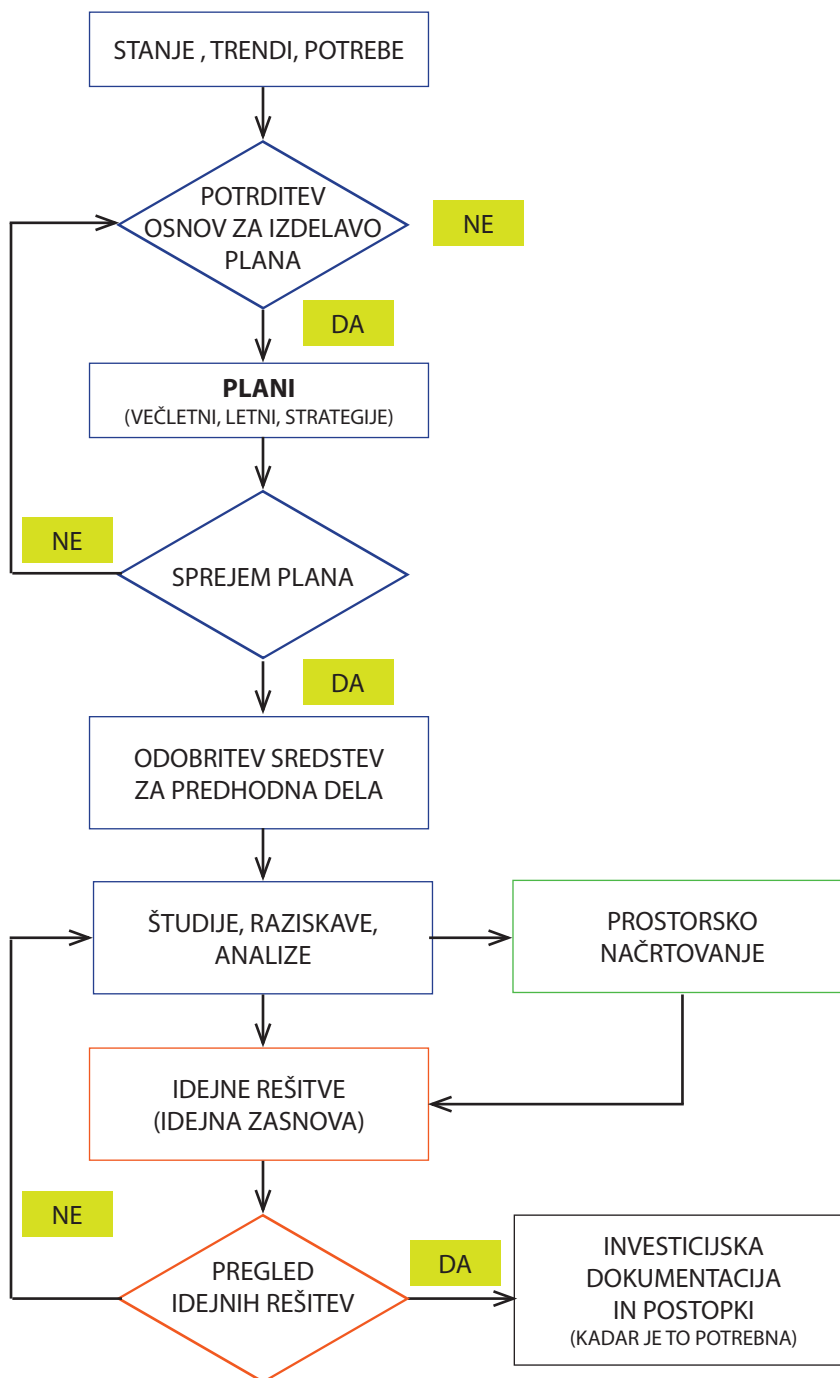 STANJE , TRENDI, POTREBE
POTRDITEV
OSNOV ZA IZDELAVO
PLANA
NE
DA
PLANI
(VEČLETNI, LETNI, STRATEGIJE)
NE
SPREJEM PLANA
DA
ODOBRITEV SREDSTEV
ZA PREDHODNA DELA
ŠTUDIJE, RAZISKAVE,
ANALIZE
PROSTORSKO
NAČRTOVANJE
IDEJNE REŠITVE
(IDEJNA ZASNOVA)
NE
PREGLED
IDEJNIH REŠITEV
DA
INVESTICIJSKA
DOKUMENTACIJA
IN POSTOPKI
(KADAR JE TO POTREBNA)